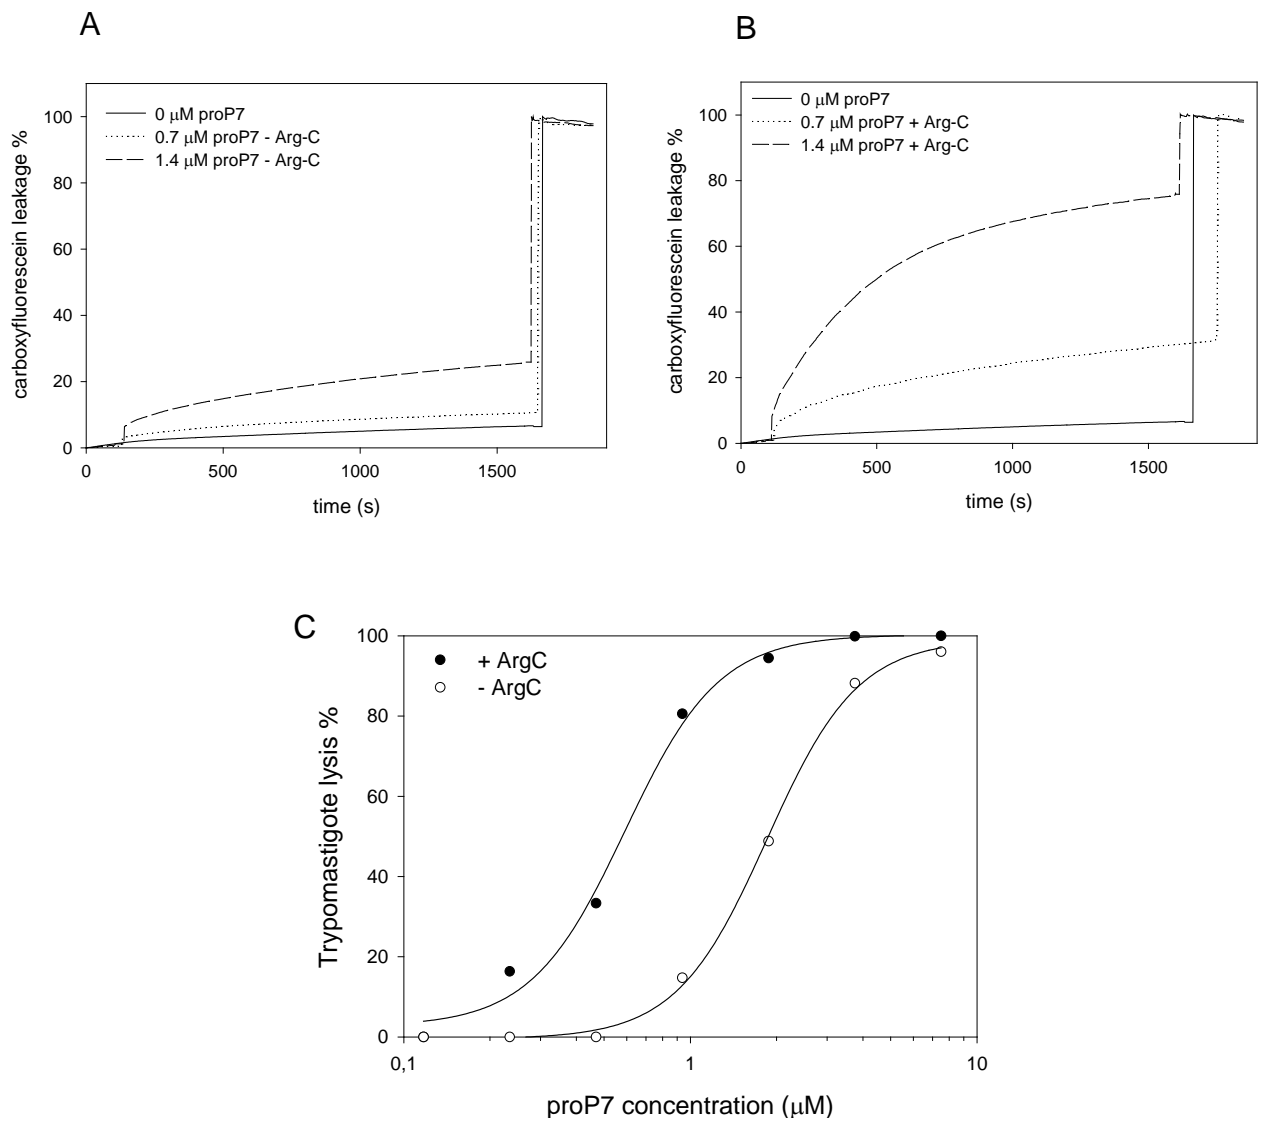 A
carboxyfluorescein leakage %
100
80
60
40
20
0
0 μM proP7
0.7 μM proP7 - Arg-C
1.4 μM proP7 - Arg-C
0
500
1000
1500
time (s)
B
carboxyfluorescein leakage %
100
80
60
40
20
0
0 μM proP7
0.7 μM proP7 + Arg-C
1.4 μM proP7 + Arg-C
0
500
1000
1500
time (s)
C
Trypomastigote lysis %
100
80
60
40
20
0
+ ArgC
- ArgC
0,1
1
10
proP7 concentration (μM)